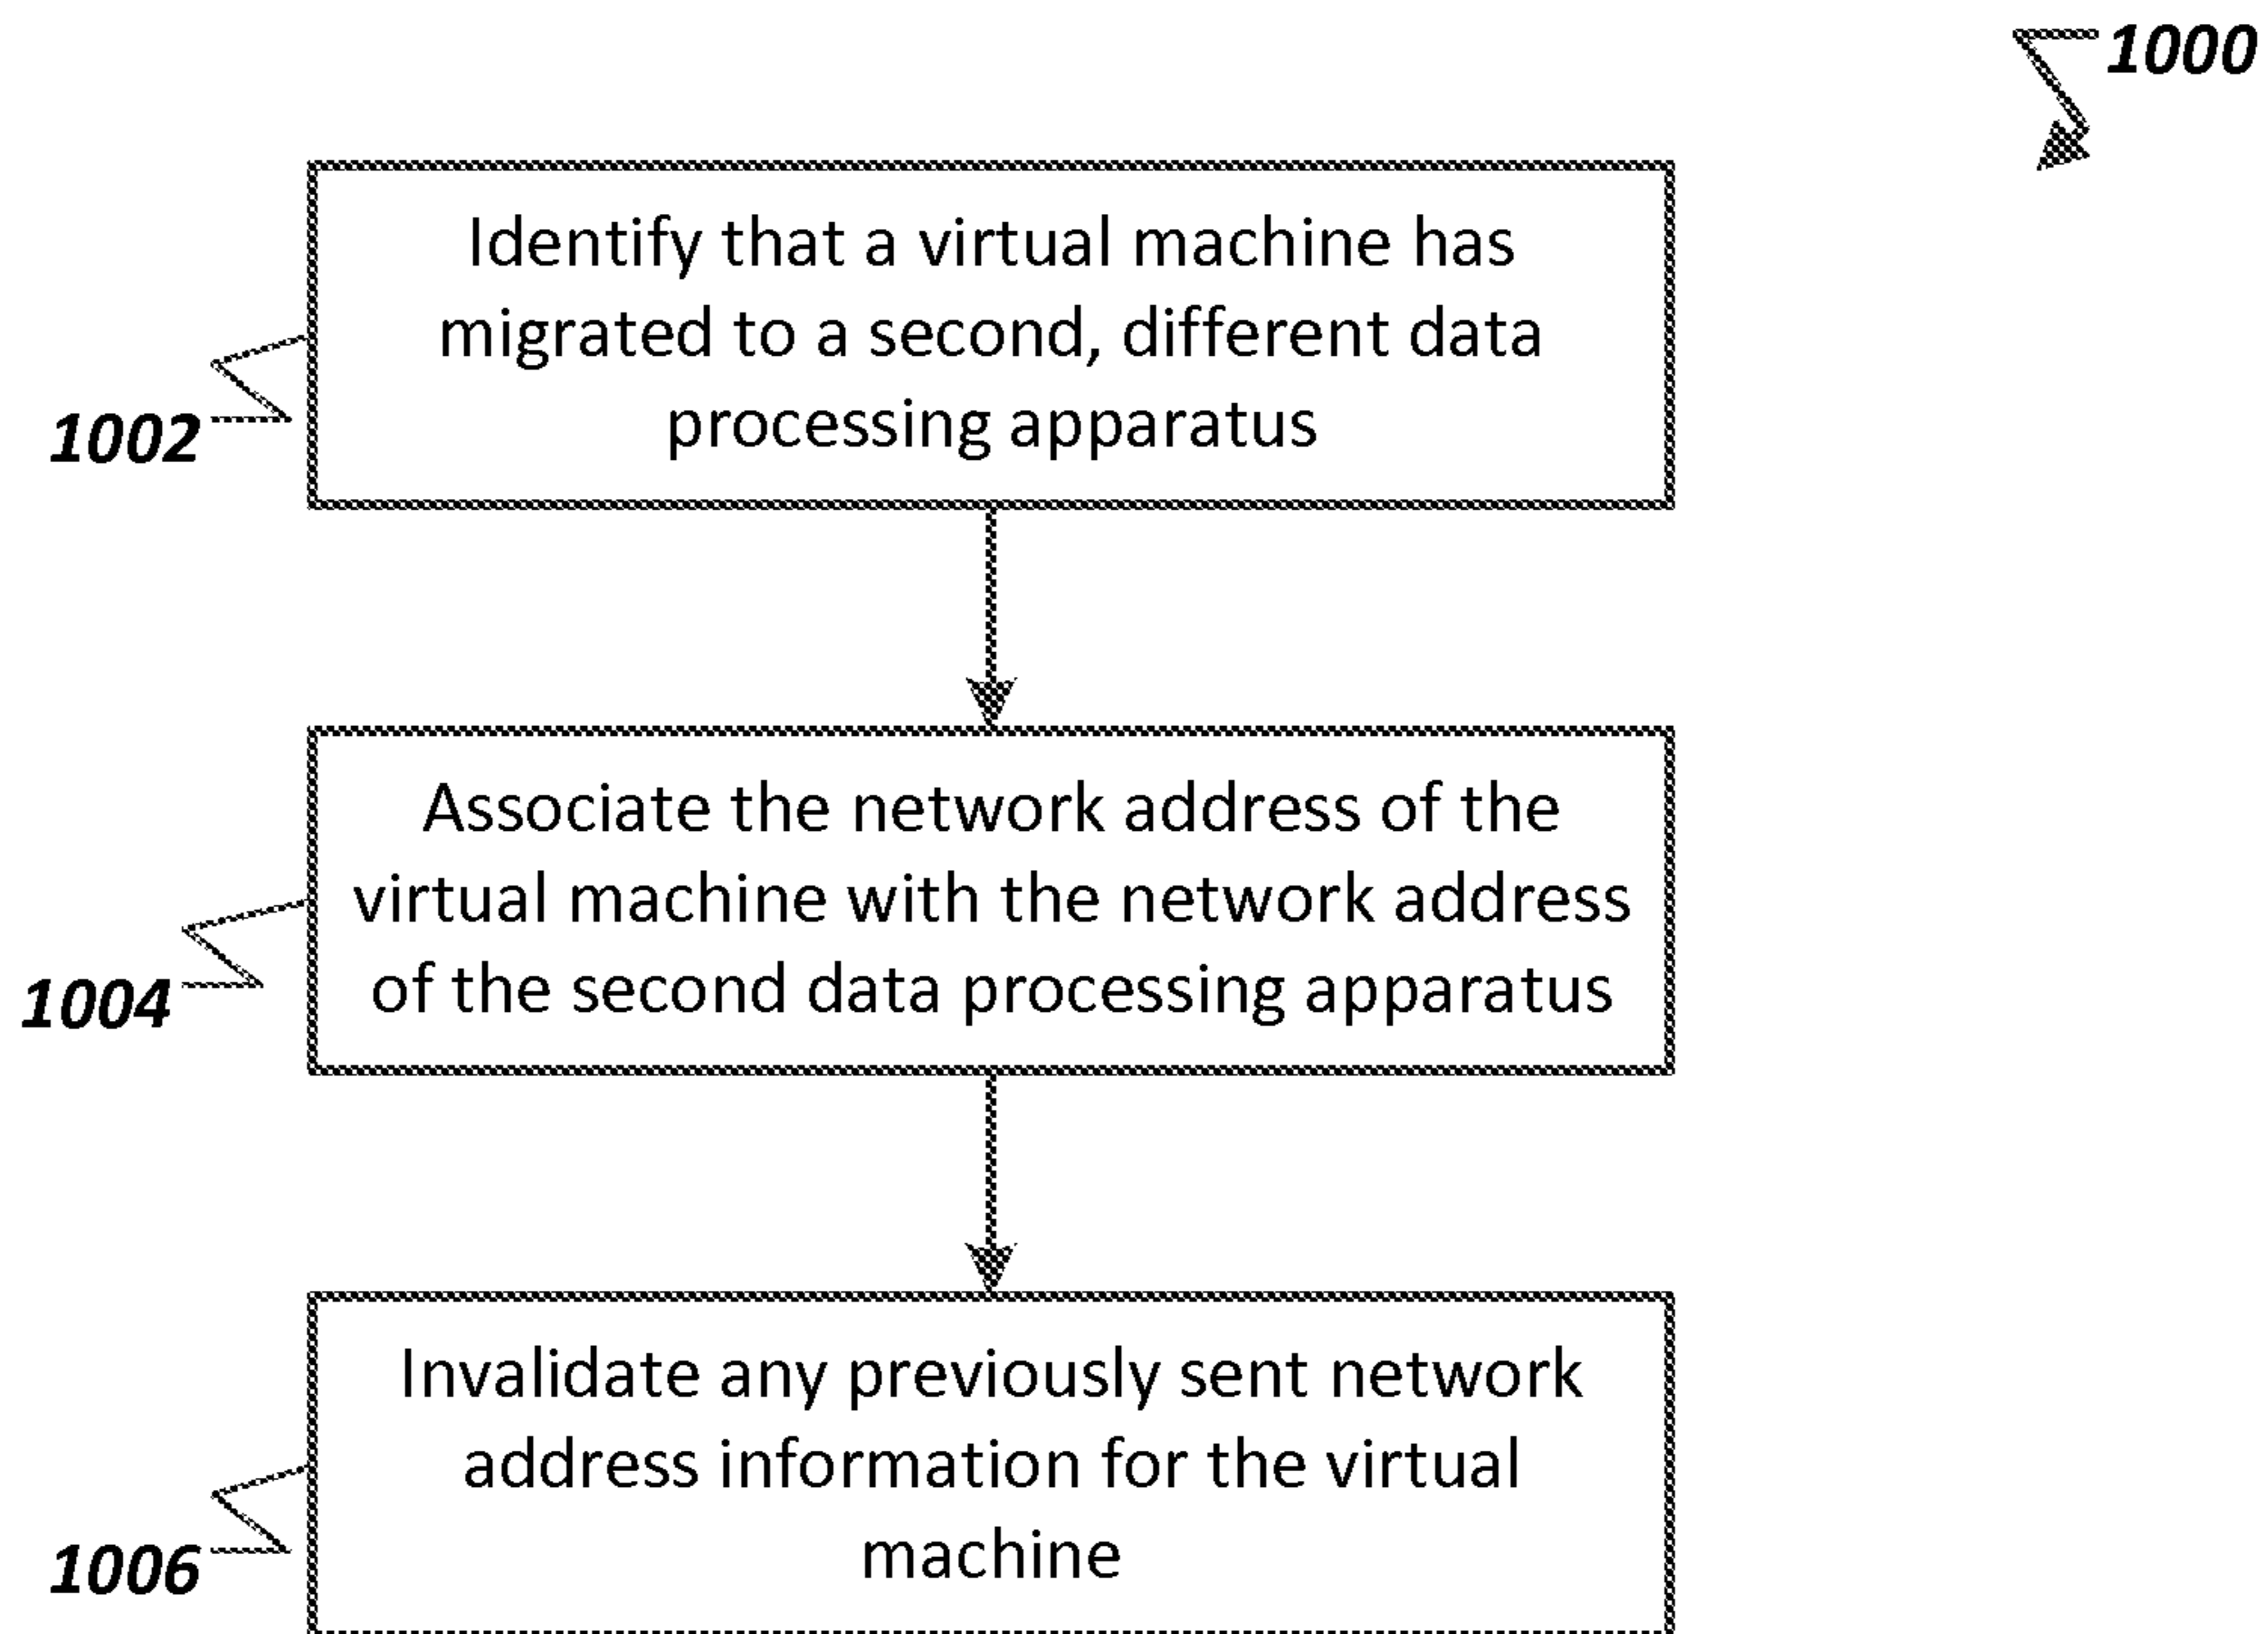 1000
Identify that a virtual machine has
migrated to a second, different data
processing apparatus
1002
Associate the network address of the
virtual machine with the network address
of the second data processing apparatus
1004
Invalidate any previously sent network
address information for the virtual
machine
1006